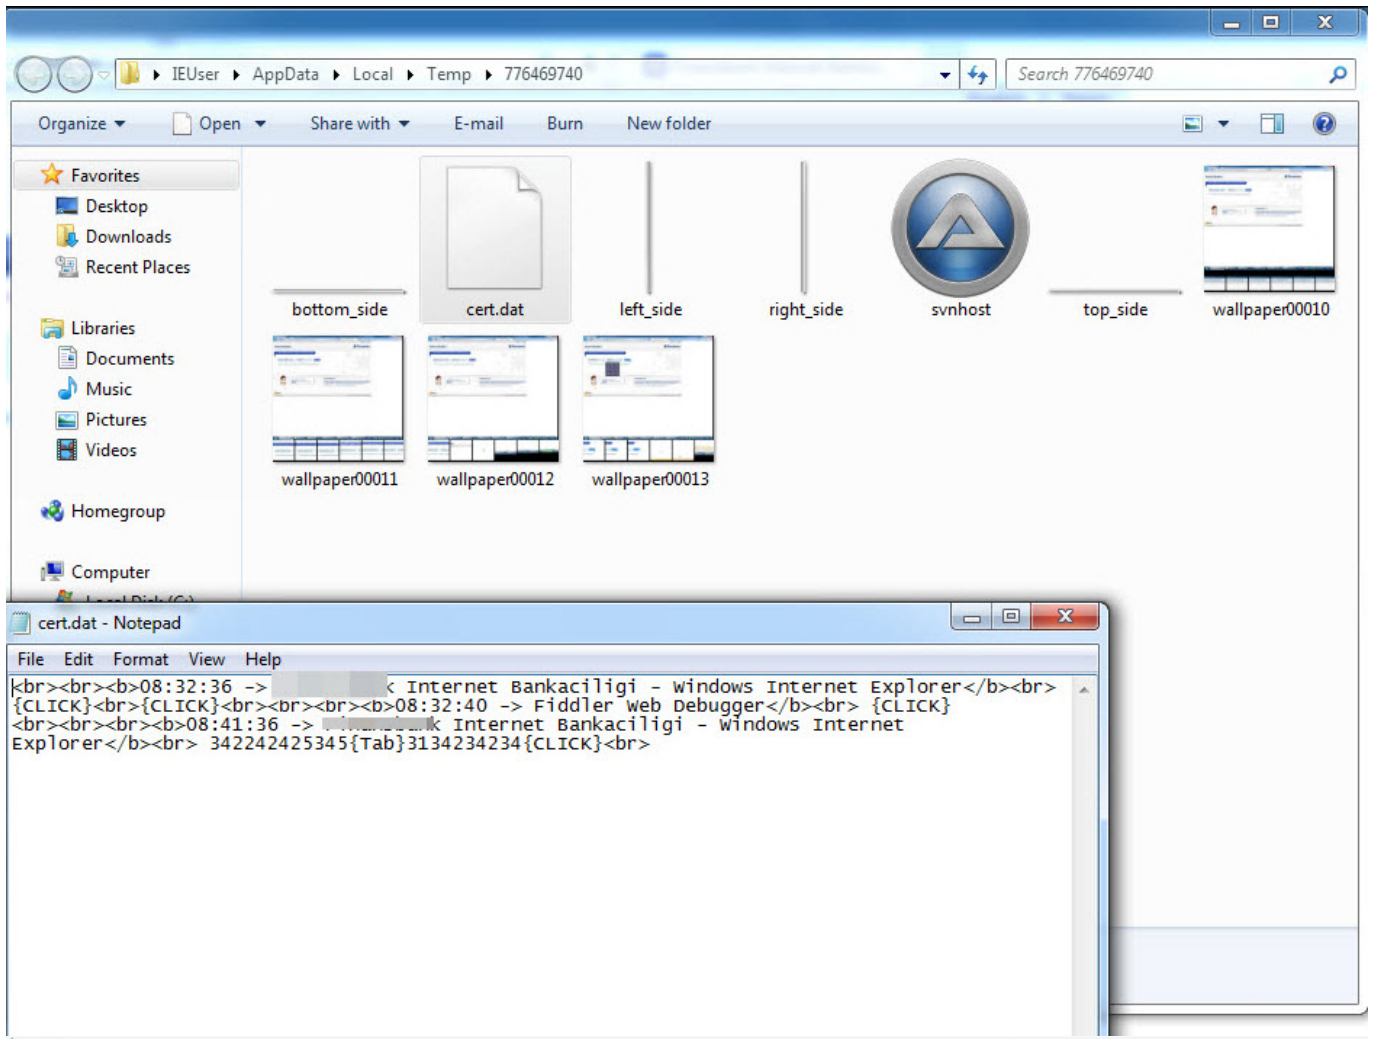 IEUser
AppData
Local
Temp
776469740
Search 776469740
Organize
Open
Share with
E-mail
Burn
New folder
Favorites
Desktop
Downloads
Recent Places
Libraries
Documents
Music
Pictures
Videos
Homegroup
Computer
Local Disk (C:)
bottom_side
cert.dat
left_side
right_side
svnhost
top_side
wallpaper00010
wallpaper00011
wallpaper00012
wallpaper00013
cert.dat - Notepad
File Edit Format View Help
<br><br><b>08:32:36 -> k Internet Bankaciligi - Windows Internet Explorer</b><br>
{CLICK}<br>{CLICK}<br><br><br><b>08:32:40 -> Fiddler Web Debugger</b><br> {CLICK}
<br><br><br><b>08:41:36 -> k Internet Bankaciligi - Windows Internet
Explorer</b><br> 342242425345{Tab}3134234234{CLICK}<br>